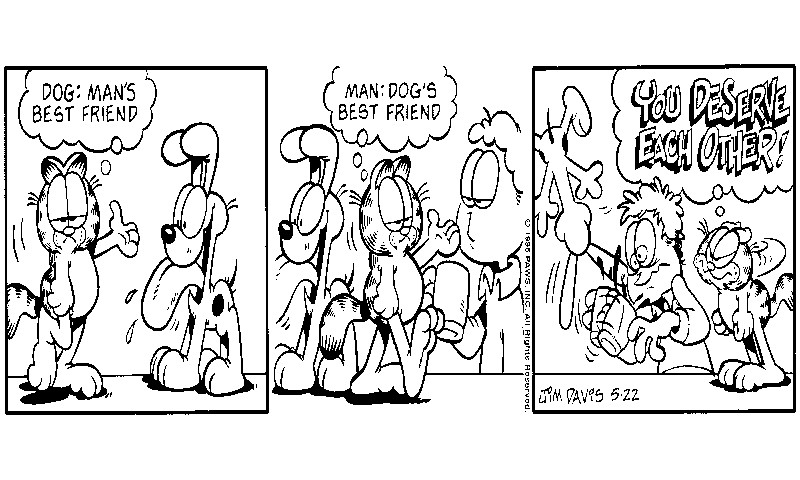 DOG: MAN'S
BEST FRIEND
MAN: DOG'S
BEST FRIEND
© 1995 PAWS, INC. All Rights Reserved.
YOU DESERVE
EACH OTHER!
JIM DAVIS 5·22